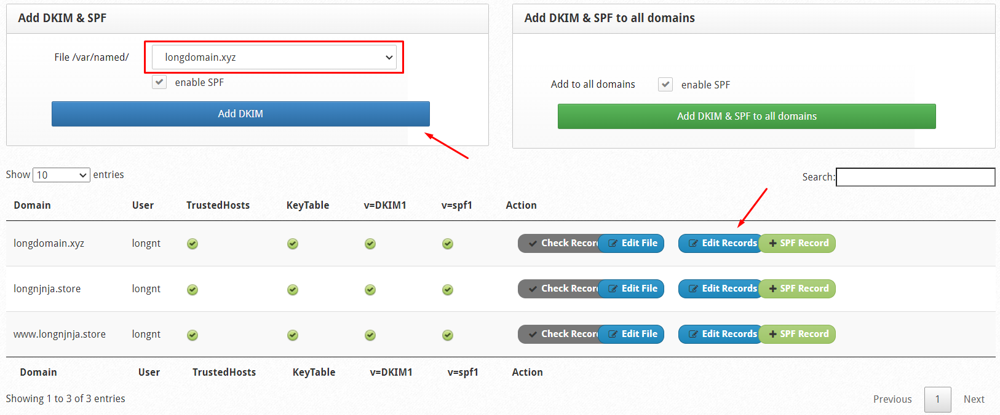 Add DKIM & SPF
Add DKIM & SPF to all domains
File /var/named/
longdomain.xyz
enable SPF
Add DKIM
Add to all domains
enable SPF
Add DKIM & SPF to all domains
Show 10 entries
Search:
Domain User TrustedHosts KeyTable v=DKIM1 v=spf1 Action
longdomain.xyz longnt Check Recor Edit File Edit Records SPF Record
longnjnja.store longnt Check Recor Edit File Edit Records SPF Record
www.longnjnja.store longnt Check Recor Edit File Edit Records SPF Record
Domain User TrustedHosts KeyTable v=DKIM1 v=spf1 Action
Showing 1 to 3 of 3 entries
Previous 1 Next